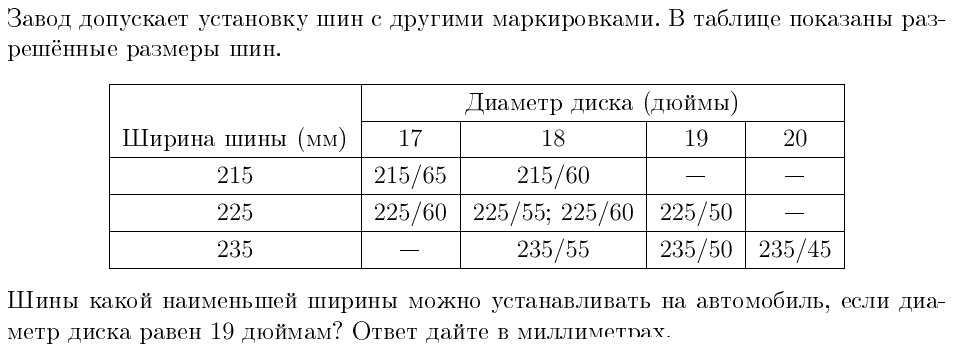 Завод допускает установку шин с другими маркировками. В таблице показаны раз-
решённые размеры шин.
Диаметр диска (дюймы)
Ширина шины (мм) 17 18 19 20
215 215/65 215/60 — —
225 225/60 225/55; 225/60 225/50 —
235 — 235/55 235/50 235/45
Шины какой наименьшей ширины можно устанавливать на автомобиль, если диа-
метр диска равен 19 дюймам? Ответ дайте в миллиметрах.